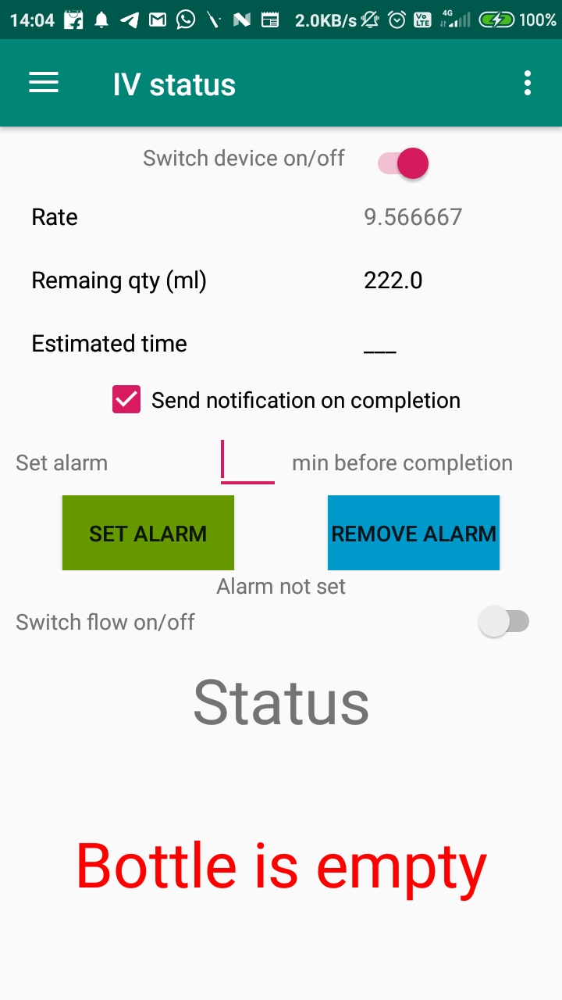 14:04 2.0KB/s Vo LTE 4G 100%
IV status
Switch device on/off
Rate 9.566667
Remaing qty (ml) 222.0
Estimated time ___
Send notification on completion
Set alarm min before completion
SET ALARM REMOVE ALARM
Alarm not set
Switch flow on/off
Status
Bottle is empty